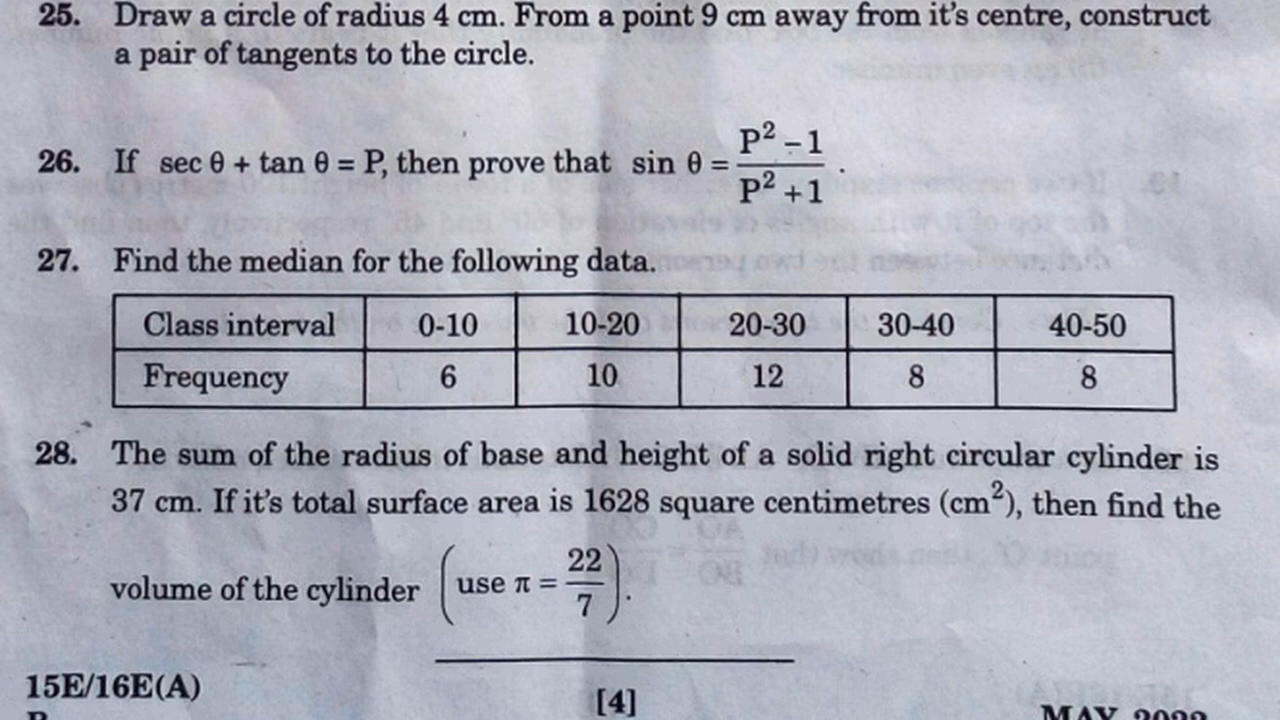 25. Draw a circle of radius 4 cm. From a point 9 cm away from it's centre, construct
a pair of tangents to the circle.
26. If sec θ + tan θ = P, then prove that sin θ = (P² – 1)/(P² + 1).
27. Find the median for the following data.
Class interval 0-10 10-20 20-30 30-40 40-50
Frequency 6 10 12 8 8
28. The sum of the radius of base and height of a solid right circular cylinder is
37 cm. If it's total surface area is 1628 square centimetres (cm²), then find the
volume of the cylinder (use π = 22/7).
15E/16E(A) [4]
MAY